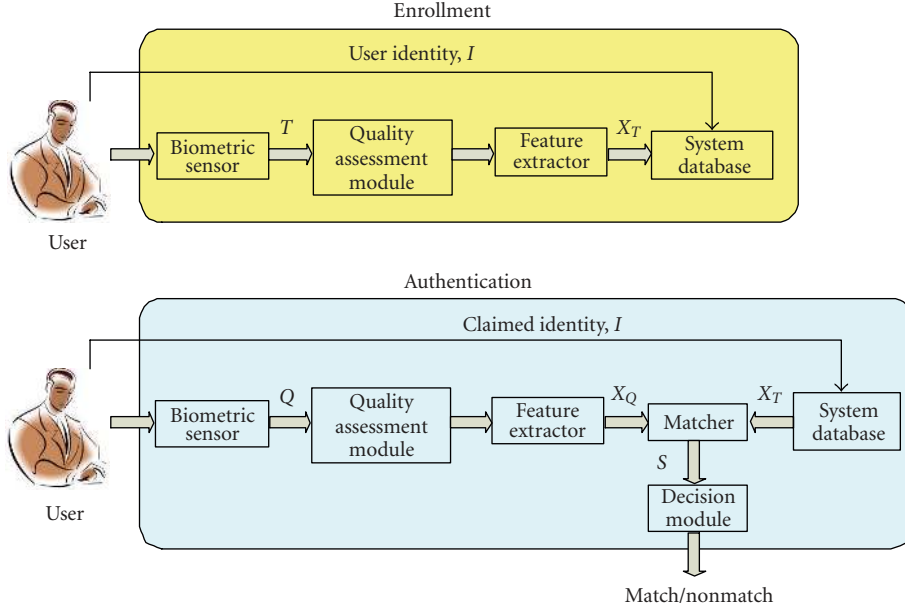 Enrollment
User identity, I
Biometric
sensor
T
Quality
assessment
module
Feature
extractor
X_T
System
database
User
Authentication
Claimed identity, I
Biometric
sensor
Q
Quality
assessment
module
Feature
extractor
X_Q
Matcher
X_T
System
database
S
Decision
module
User
Match/nonmatch